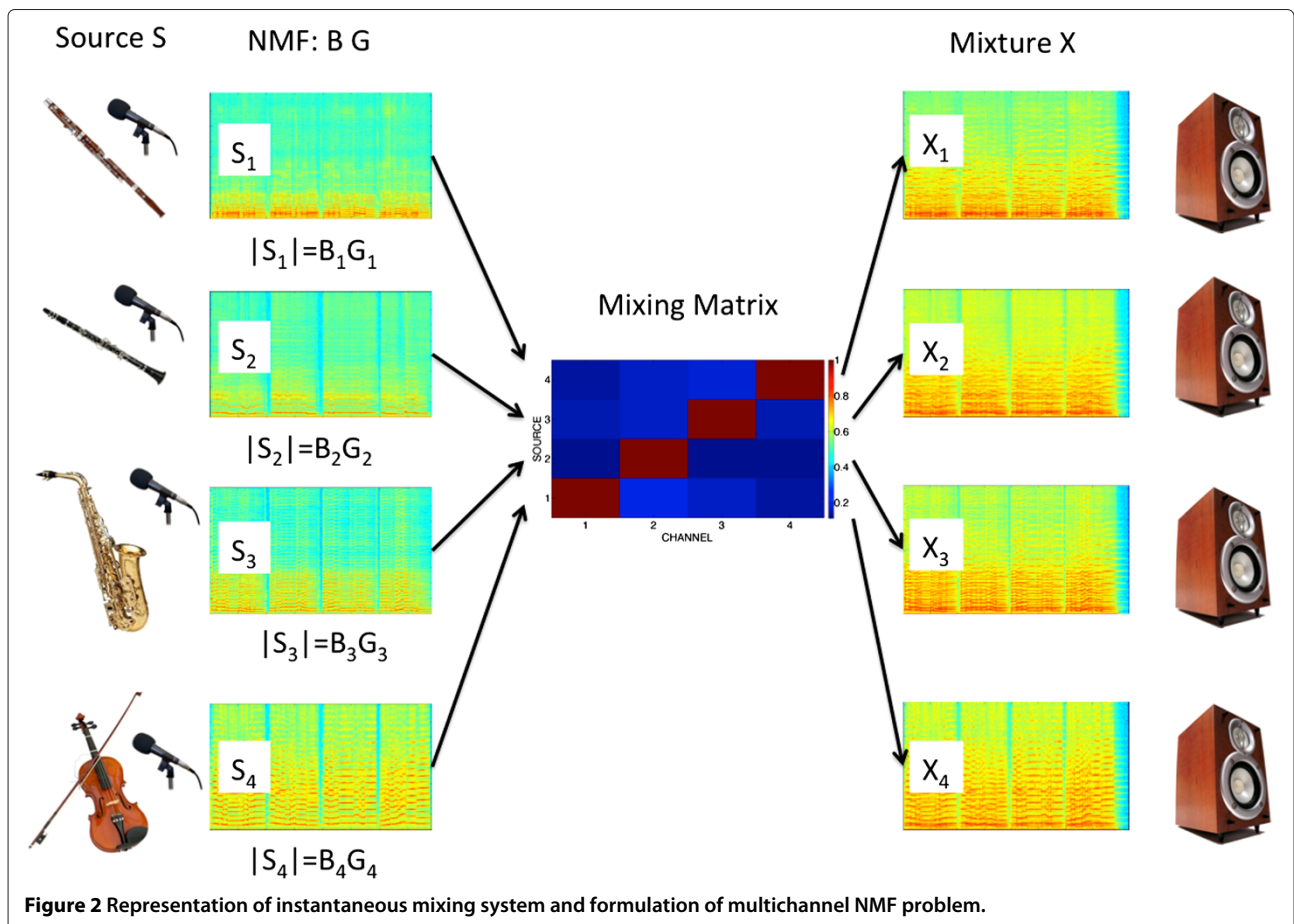 Source S
NMF: B G
Mixture X
S₁
|S₁|=B₁G₁
S₂
|S₂|=B₂G₂
S₃
|S₃|=B₃G₃
S₄
|S₄|=B₄G₄
Mixing Matrix
SOURCE
4
3
2
1
1 2 3 4
CHANNEL
1
0.8
0.6
0.4
0.2
X₁
X₂
X₃
X₄
Figure 2 Representation of instantaneous mixing system and formulation of multichannel NMF problem.